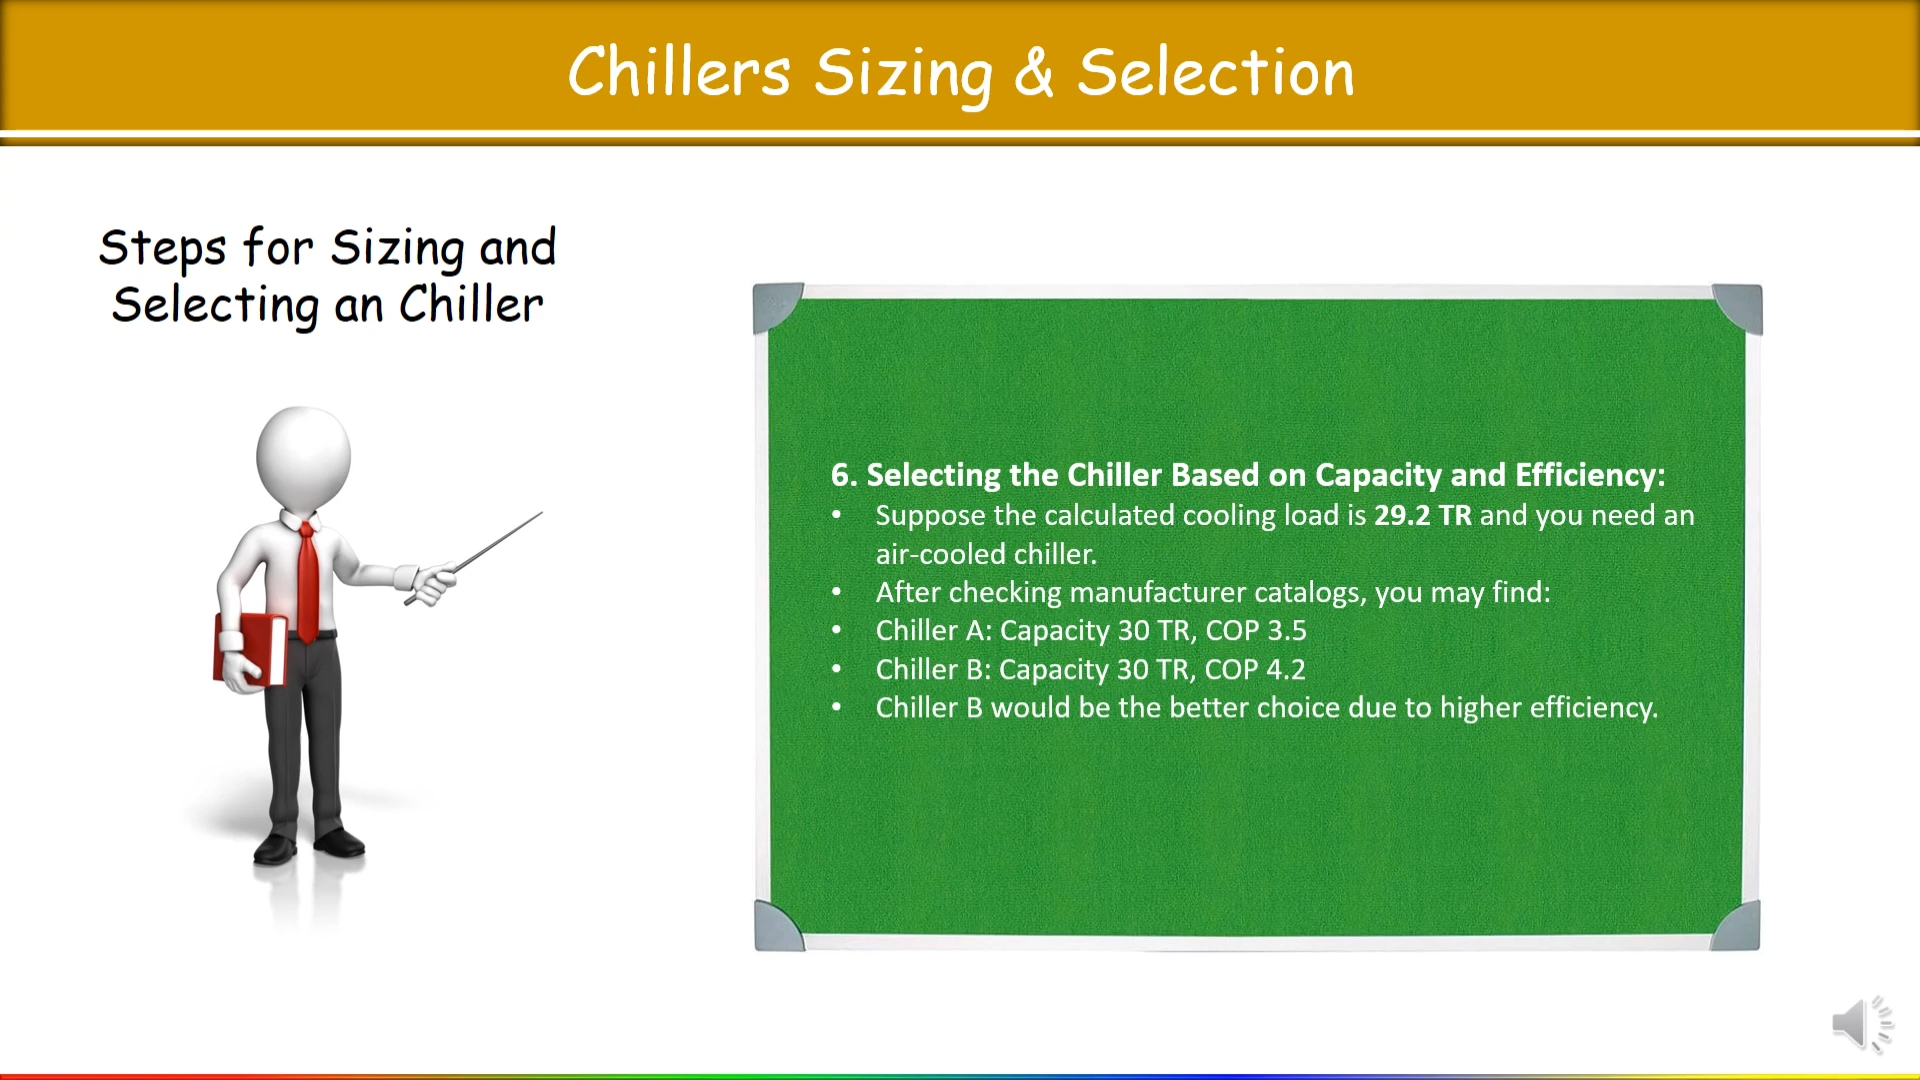 Chillers Sizing & Selection
Steps for Sizing and
Selecting an Chiller
6. Selecting the Chiller Based on Capacity and Efficiency:
• Suppose the calculated cooling load is 29.2 TR and you need an
air-cooled chiller.
• After checking manufacturer catalogs, you may find:
• Chiller A: Capacity 30 TR, COP 3.5
• Chiller B: Capacity 30 TR, COP 4.2
• Chiller B would be the better choice due to higher efficiency.